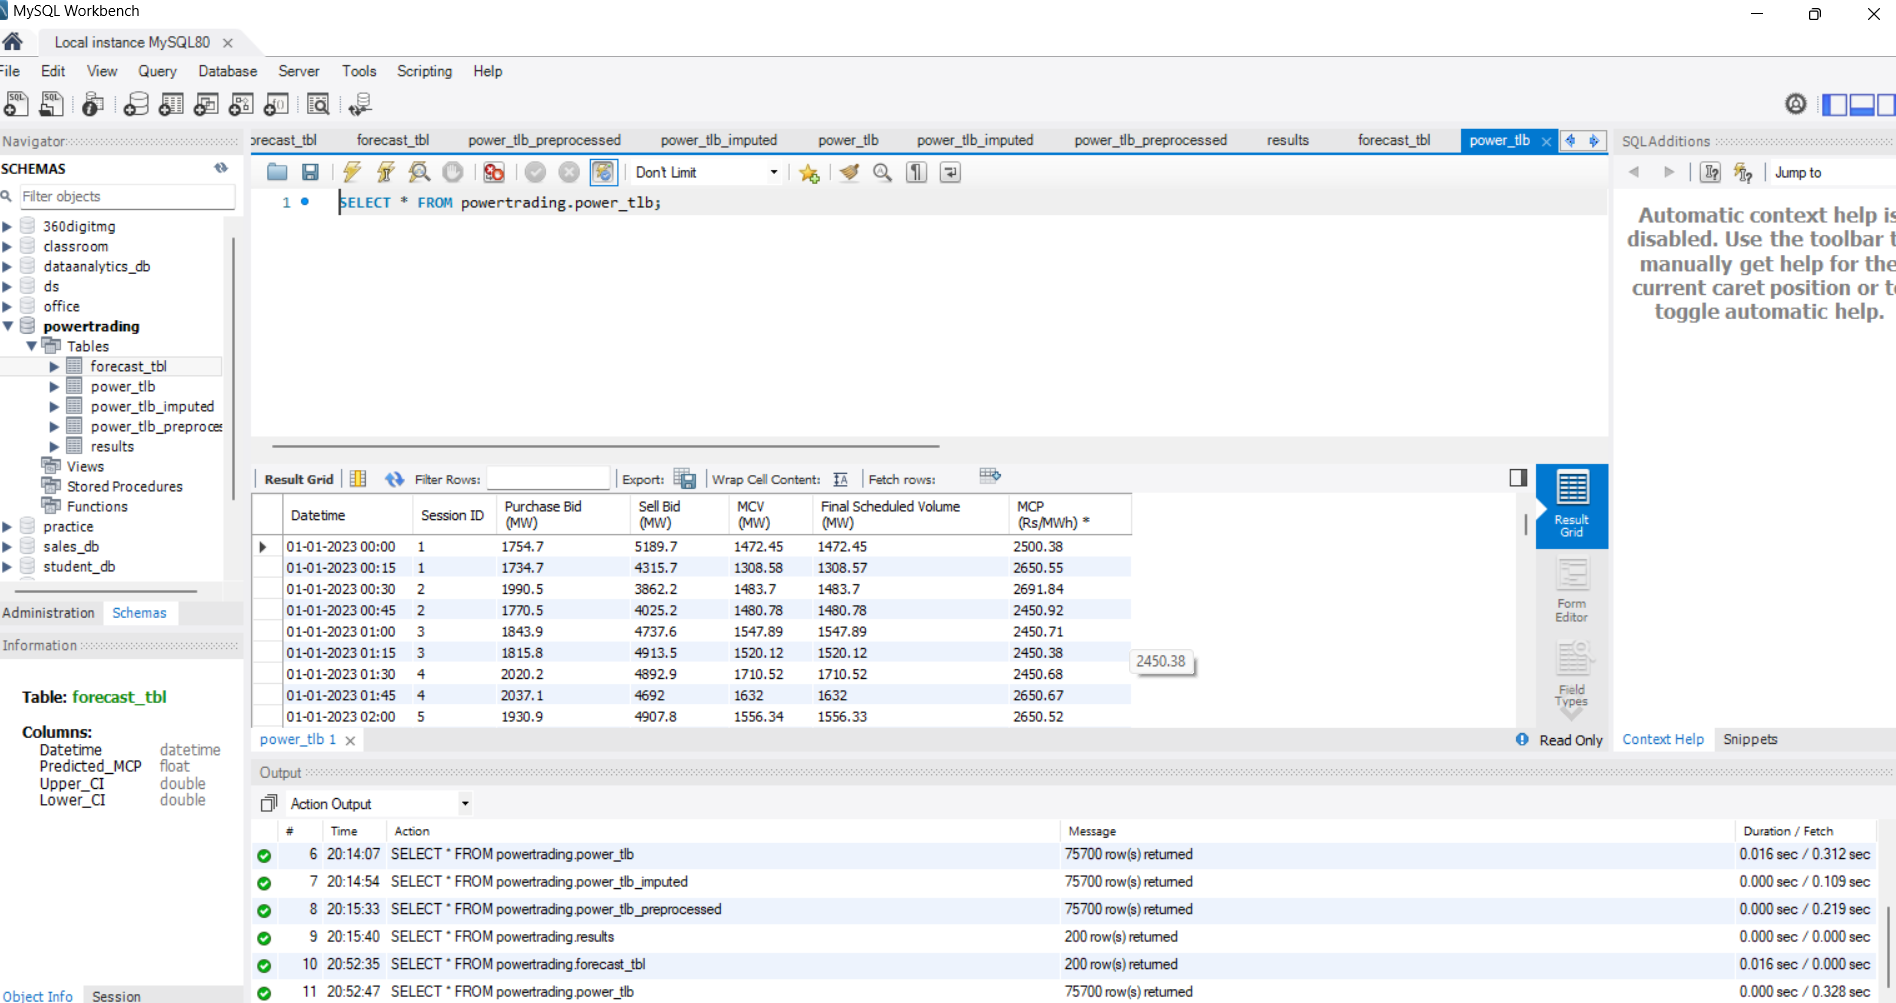 MySQL Workbench
Local instance MySQL80
File Edit View Query Database Server Tools Scripting Help
Navigator
orecast_tbl forecast_tbl power_tlb_preprocessed power_tlb_imputed power_tlb power_tlb_imputed power_tlb_preprocessed results forecast_tbl power_tlb
SQLAdditions
SCHEMAS
Don't Limit
Jump to
Filter objects
1 SELECT * FROM powertrading.power_tlb;
360digitmg
classroom
dataanalytics_db
ds
office
powertrading
Tables
forecast_tbl
power_tlb
power_tlb_imputed
power_tlb_preproces
results
Views
Stored Procedures
Functions
practice
sales_db
student_db
Administration Schemas
Automatic context help is
disabled. Use the toolbar t
manually get help for the
current caret position or to
toggle automatic help.
Result Grid Filter Rows: Export: Wrap Cell Content: Fetch rows:
Datetime Session ID Purchase Bid (MW) Sell Bid (MW) MCV (MW) Final Scheduled Volume (MW) MCP (Rs/MWh) *
01-01-2023 00:00 1 1754.7 5189.7 1472.45 1472.45 2500.38
01-01-2023 00:15 1 1734.7 4315.7 1308.58 1308.57 2650.55
01-01-2023 00:30 2 1990.5 3862.2 1483.7 1483.7 2691.84
01-01-2023 00:45 2 1770.5 4025.2 1480.78 1480.78 2450.92
01-01-2023 01:00 3 1843.9 4737.6 1547.89 1547.89 2450.71
01-01-2023 01:15 3 1815.8 4913.5 1520.12 1520.12 2450.38
2450.38
01-01-2023 01:30 4 2020.2 4892.9 1710.52 1710.52 2450.68
01-01-2023 01:45 4 2037.1 4692 1632 1632 2650.67
01-01-2023 02:00 5 1930.9 4907.8 1556.34 1556.33 2650.52
Result Grid
Form Editor
Field Types
power_tlb 1
Read Only
Context Help Snippets
Information
Table: forecast_tbl
Columns:
Datetime datetime
Predicted_MCP float
Upper_CI double
Lower_CI double
Object Info Session
Output
Action Output
# Time Action Message Duration / Fetch
6 20:14:07 SELECT * FROM powertrading.power_tlb 75700 row(s) returned 0.016 sec / 0.312 sec
7 20:14:54 SELECT * FROM powertrading.power_tlb_imputed 75700 row(s) returned 0.000 sec / 0.109 sec
8 20:15:33 SELECT * FROM powertrading.power_tlb_preprocessed 75700 row(s) returned 0.000 sec / 0.219 sec
9 20:15:40 SELECT * FROM powertrading.results 200 row(s) returned 0.000 sec / 0.000 sec
10 20:52:35 SELECT * FROM powertrading.forecast_tbl 200 row(s) returned 0.016 sec / 0.000 sec
11 20:52:47 SELECT * FROM powertrading.power_tlb 75700 row(s) returned 0.000 sec / 0.328 sec